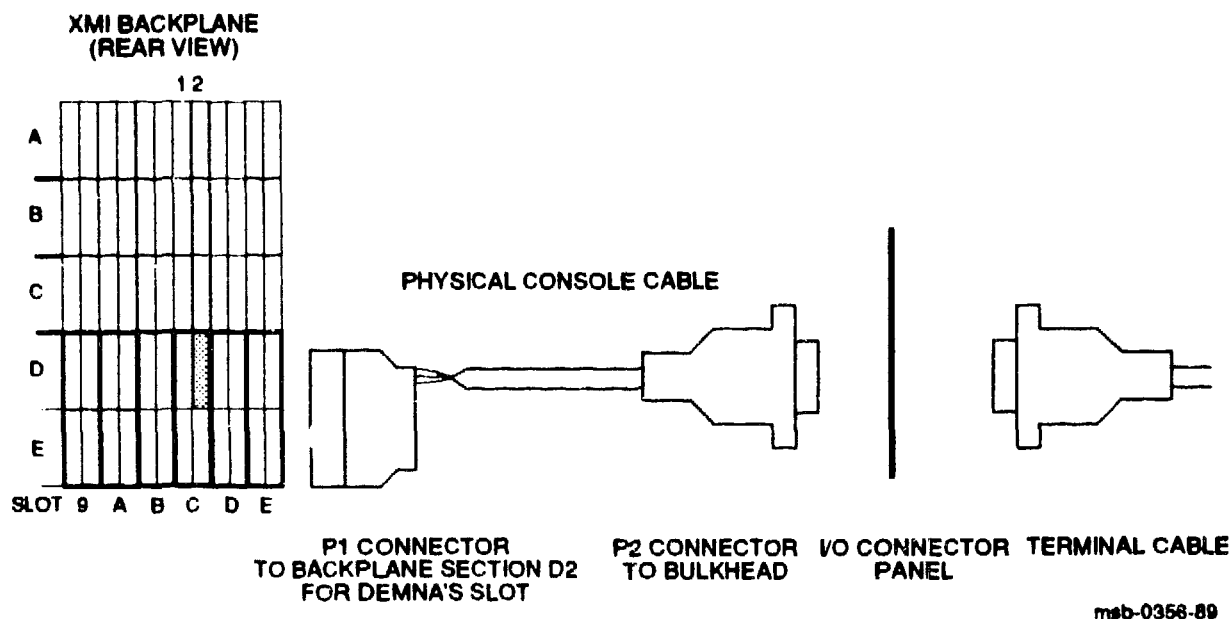 XMI BACKPLANE
(REAR VIEW)
1 2
A
B
C
D
E
SLOT 9 A B C D E
PHYSICAL CONSOLE CABLE
P1 CONNECTOR
TO BACKPLANE SECTION D2
FOR DEMNA'S SLOT
P2 CONNECTOR
TO BULKHEAD
I/O CONNECTOR
PANEL
TERMINAL CABLE
msb-0356-89